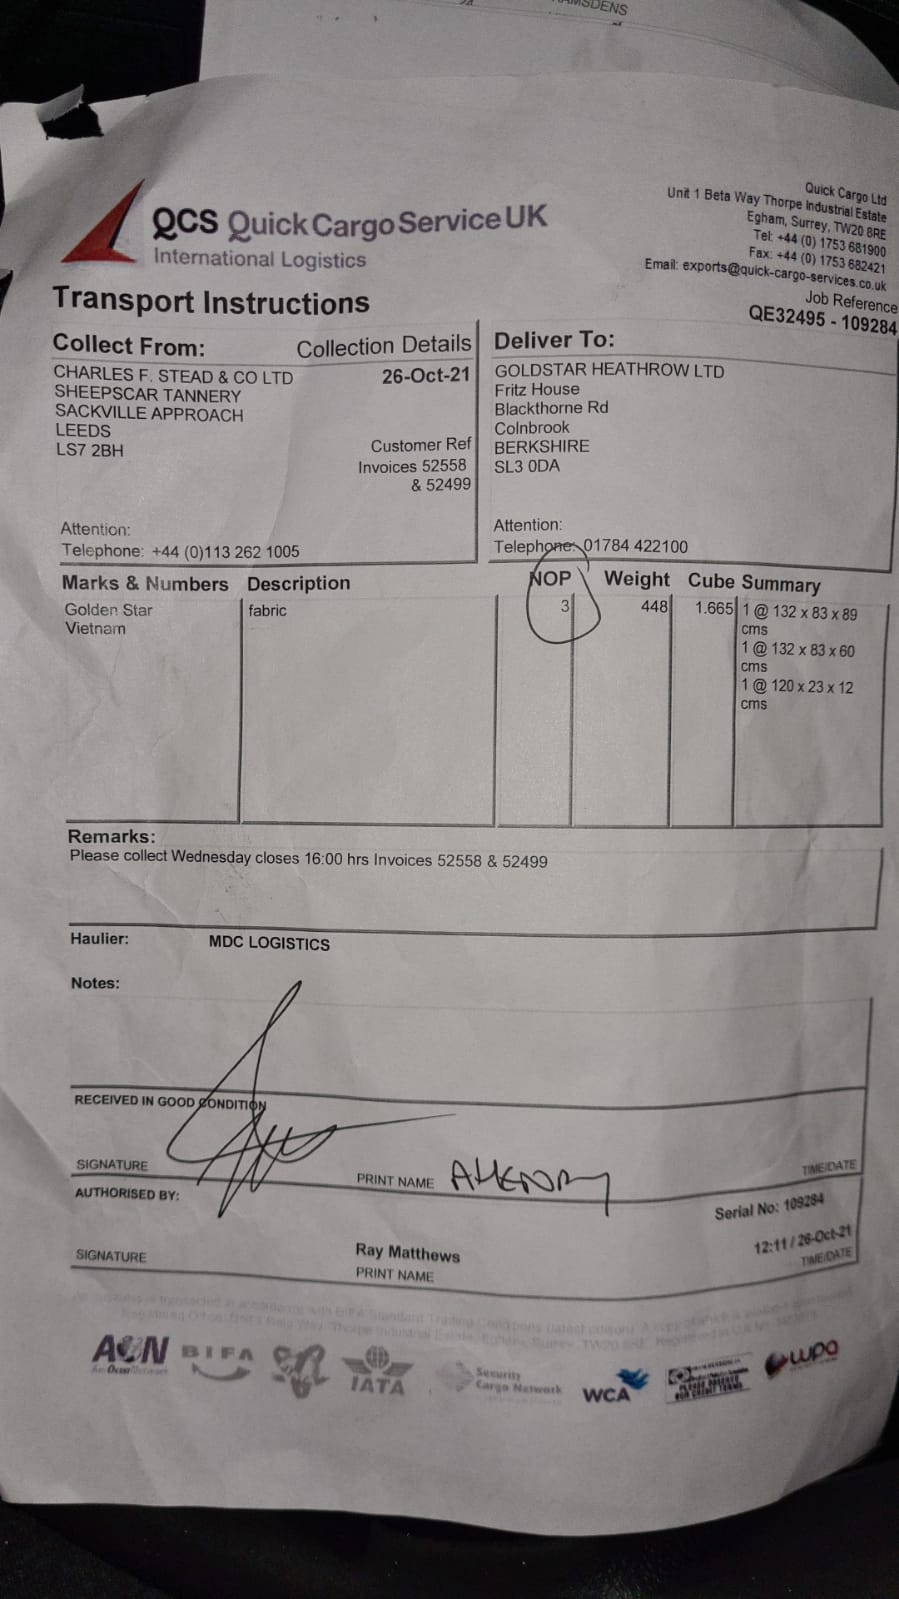 AMSDENS
QCS Quick Cargo Service UK
International Logistics
Quick Cargo Ltd
Unit 1 Beta Way Thorpe Industrial Estate
Egham, Surrey, TW20 8RE
Tel: +44 (0) 1753 681900
Fax: +44 (0) 1753 682421
Email: exports@quick-cargo-services.co.uk
Job Reference
QE32495 - 109284
Transport Instructions
Collect From: Collection Details
CHARLES F. STEAD & CO LTD 26-Oct-21
SHEEPSCAR TANNERY
SACKVILLE APPROACH
LEEDS
LS7 2BH
Customer Ref
Invoices 52558
& 52499
Attention:
Telephone: +44 (0)113 262 1005
Deliver To:
GOLDSTAR HEATHROW LTD
Fritz House
Blackthorne Rd
Colnbrook
BERKSHIRE
SL3 0DA
Attention:
Telephone: 01784 422100
Marks & Numbers Description NOP Weight Cube Summary
Golden Star fabric 3 448 1.665 1 @ 132 x 83 x 89
Vietnam cms
1 @ 132 x 83 x 60
cms
1 @ 120 x 23 x 12
cms
Remarks:
Please collect Wednesday closes 16:00 hrs Invoices 52558 & 52499
Haulier: MDC LOGISTICS
Notes:
RECEIVED IN GOOD CONDITION
SIGNATURE PRINT NAME AHENDRY TIME/DATE
AUTHORISED BY: Serial No: 109284
Ray Matthews 12:11 / 26-Oct-21
SIGNATURE PRINT NAME TIME/DATE
BIFA
IATA
Security
Cargo Network
WCA
wpa